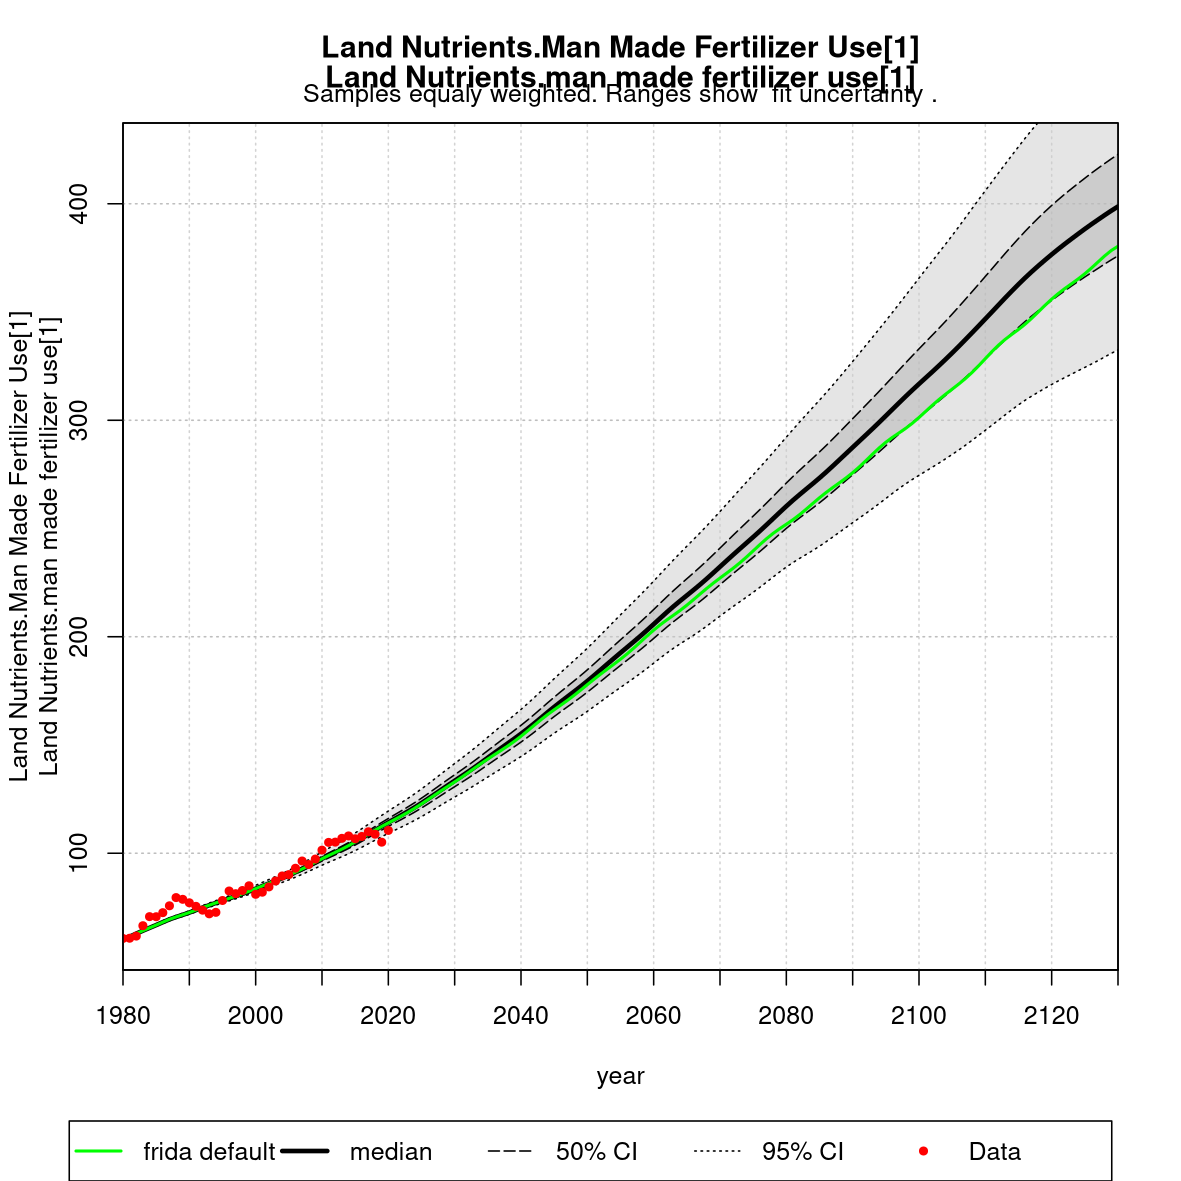 Land Nutrients.Man Made Fertilizer Use[1]
Land Nutrients.man made fertilizer use[1]
Samples equaly weighted. Ranges show  fit uncertainty .
Land Nutrients.Man Made Fertilizer Use[1]
Land Nutrients.man made fertilizer use[1]
400
300
200
100
1980 2000 2020 2040 2060 2080 2100 2120
year
frida default median 50% CI 95% CI Data